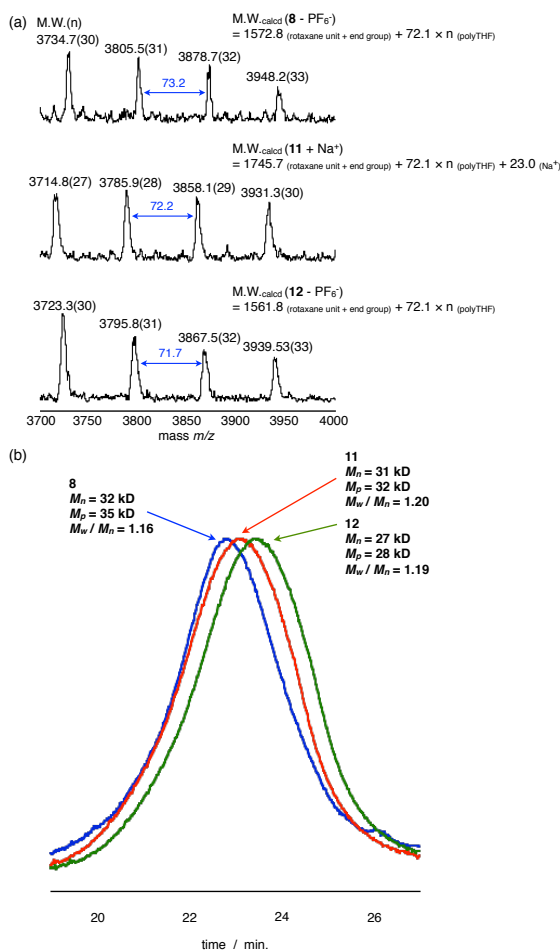 (a)
M.W.(n)
3734.7(30)
3805.5(31)
3878.7(32)
3948.2(33)
73.2
M.W.calcd (8 - PF6-)
= 1572.8 (rotaxane unit + end group) + 72.1 × n (polyTHF)
M.W.calcd (11 + Na+)
= 1745.7 (rotaxane unit + end group) + 72.1 × n (polyTHF) + 23.0 (Na+)
3714.8(27)
3785.9(28)
3858.1(29)
3931.3(30)
72.2
M.W.calcd (12 - PF6-)
= 1561.8 (rotaxane unit + end group) + 72.1 × n (polyTHF)
3723.3(30)
3795.8(31)
3867.5(32)
3939.53(33)
71.7
3700 3750 3800 3850 3900 3950 4000
mass m/z
(b)
8
Mn = 32 kD
Mp = 35 kD
Mw / Mn = 1.16
11
Mn = 31 kD
Mp = 32 kD
Mw / Mn = 1.20
12
Mn = 27 kD
Mp = 28 kD
Mw / Mn = 1.19
20 22 24 26
time / min.